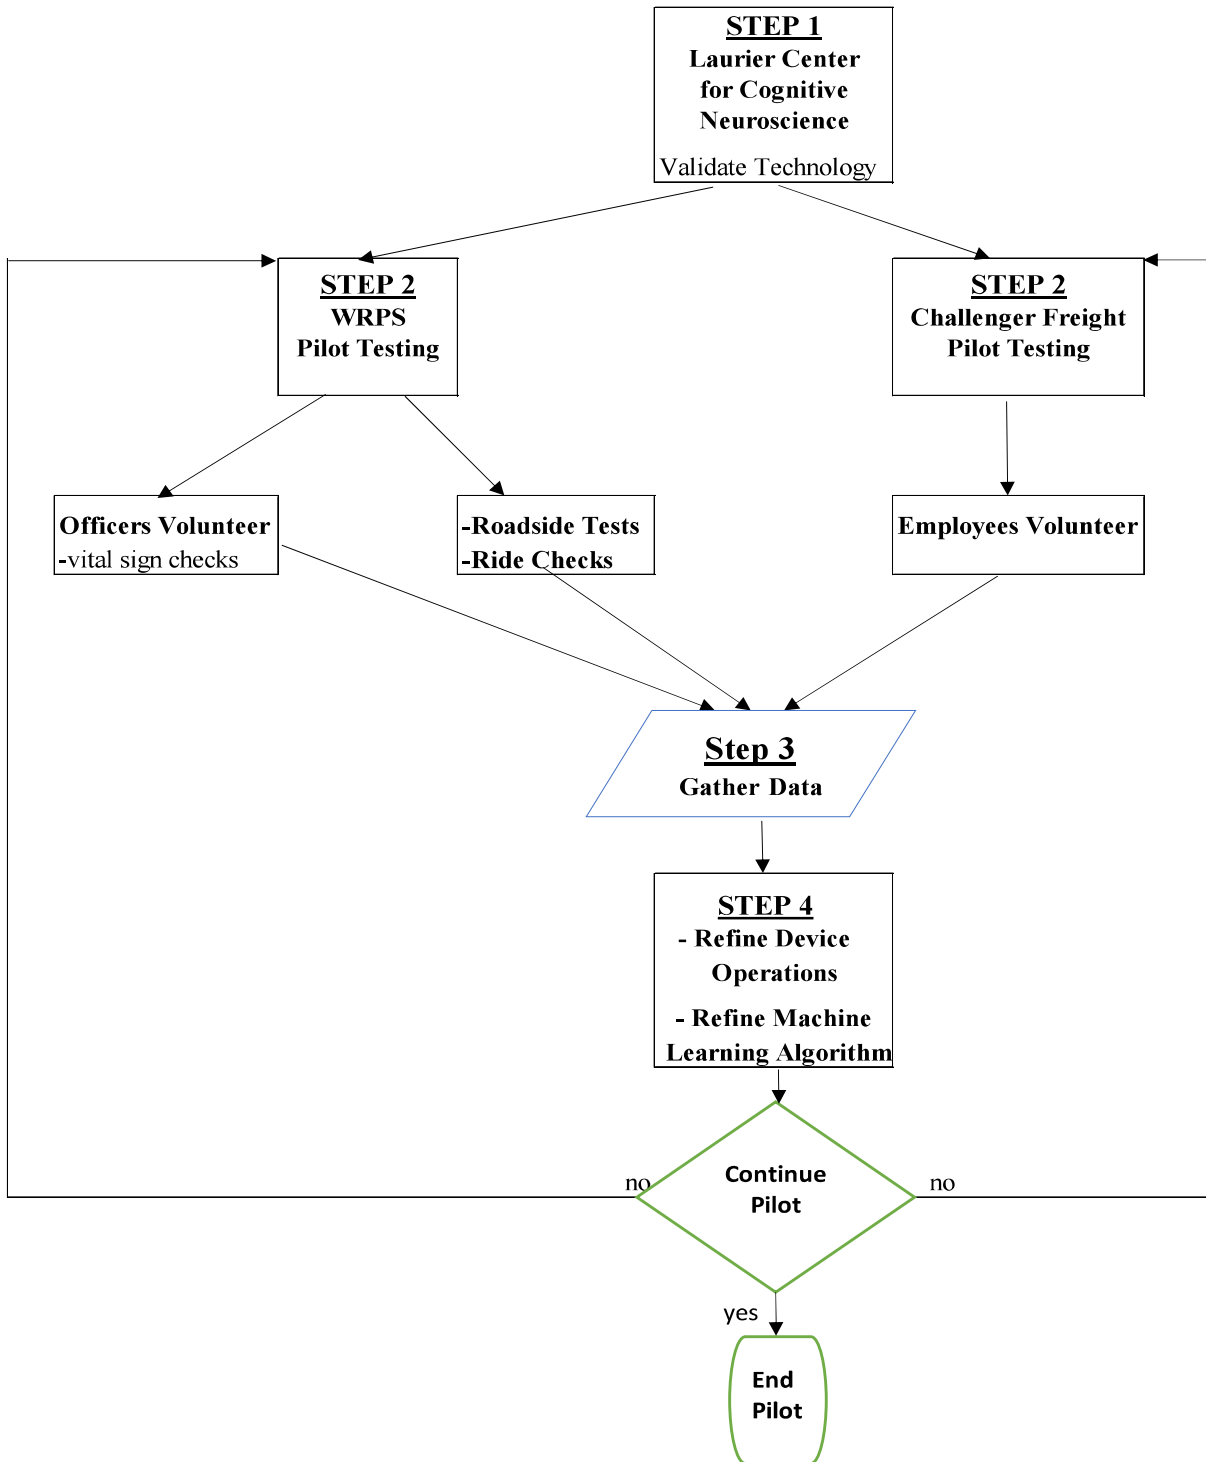 STEP 1
Laurier Center
for Cognitive
Neuroscience
Validate Technology
STEP 2
WRPS
Pilot Testing
STEP 2
Challenger Freight
Pilot Testing
Officers Volunteer
-vital sign checks
-Roadside Tests
-Ride Checks
Employees Volunteer
Step 3
Gather Data
STEP 4
- Refine Device
Operations
- Refine Machine
Learning Algorithm
Continue
Pilot
no
no
yes
End
Pilot